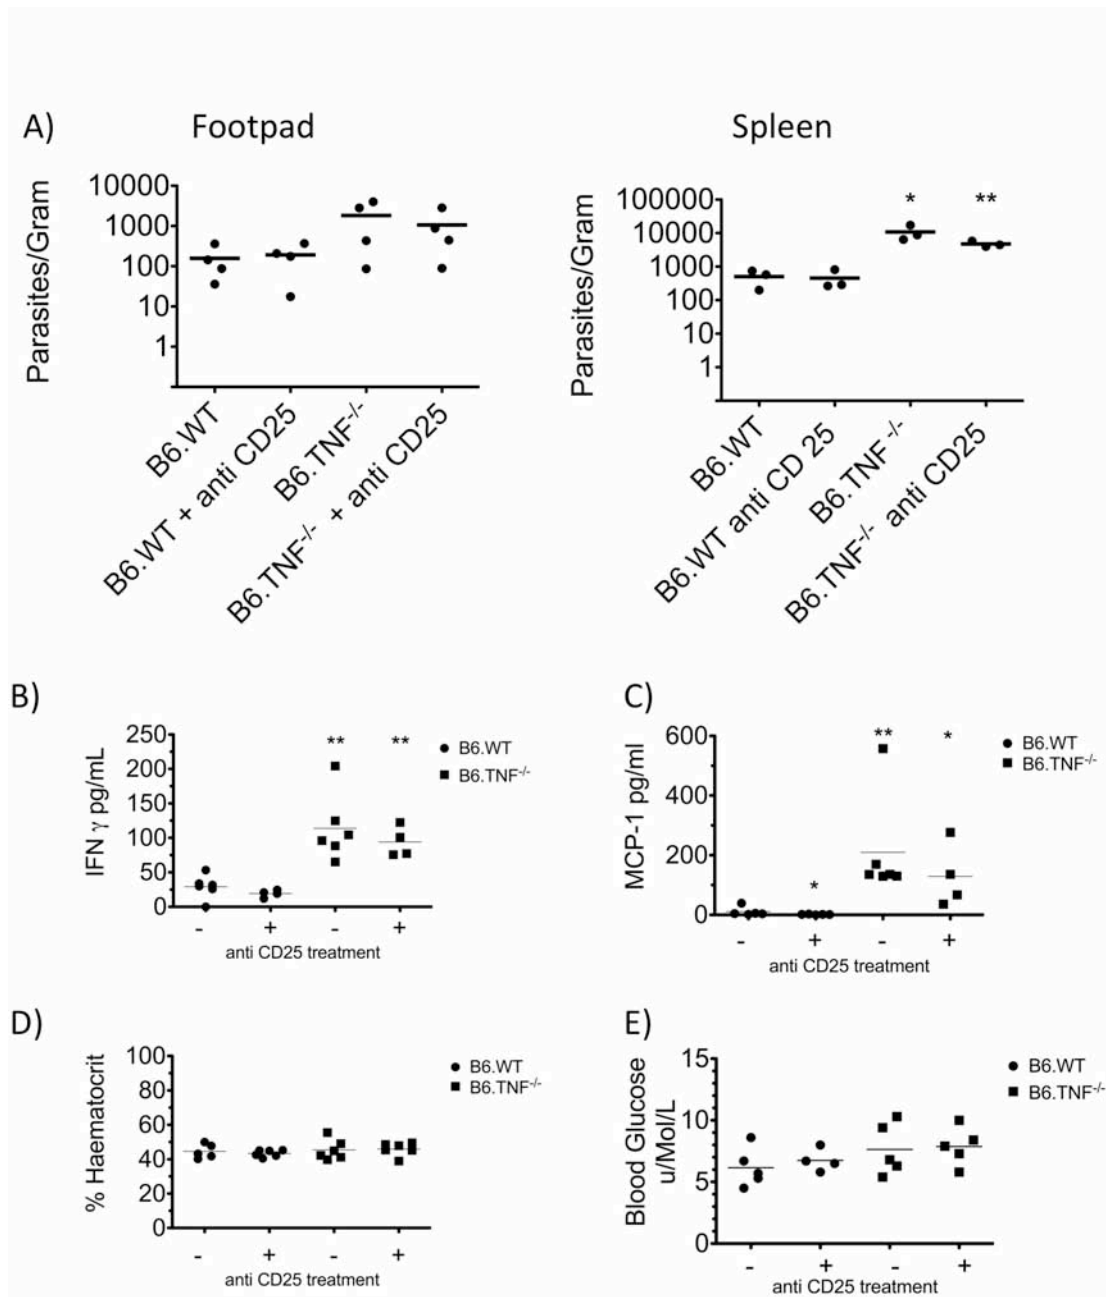 A)
Footpad
Spleen
Parasites/Gram
10000
1000
100
10
1
B6.WT
B6.WT + anti CD25
B6.TNF-/-
B6.TNF-/- + anti CD25
Parasites/Gram
100000
10000
1000
100
10
1
*
**
B6.WT
B6.WT anti CD 25
B6.TNF -/-
B6.TNF-/- anti CD25
B)
IFN γ pg/mL
250
200
150
100
50
0
**
**
B6.WT
B6.TNF-/-
- + - +
anti CD25 treatment
C)
MCP-1 pg/ml
600
400
200
0
*
**
*
B6.WT
B6.TNF-/-
- + - +
anti CD25 treatment
D)
% Haematocrit
100
80
60
40
20
0
B6.WT
B6.TNF-/-
- + - +
anti CD25 treatment
E)
Blood Glucose
u/Mol/L
15
10
5
0
B6.WT
B6.TNF-/-
- + - +
anti CD25 treatment